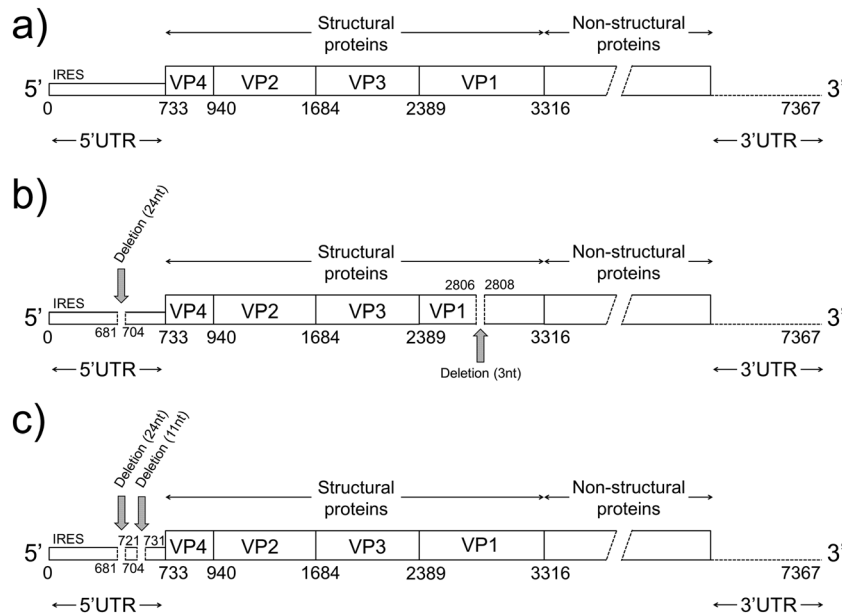 a)
Structural proteins
Non-structural proteins
IRES
VP4 VP2 VP3 VP1
5’ 3’
0 733 940 1684 2389 3316 7367
5’UTR 3’UTR
b)
Deletion (24nt)
Structural proteins
Non-structural proteins
2806 2808
IRES
VP4 VP2 VP3 VP1
5’ 3’
681 704
0 733 940 1684 2389 3316 7367
Deletion (3nt)
5’UTR 3’UTR
c)
Deletion (24nt)
Deletion (11nt)
Structural proteins
Non-structural proteins
721 731
IRES
VP4 VP2 VP3 VP1
5’ 3’
681 704
0 733 940 1684 2389 3316 7367
5’UTR 3’UTR